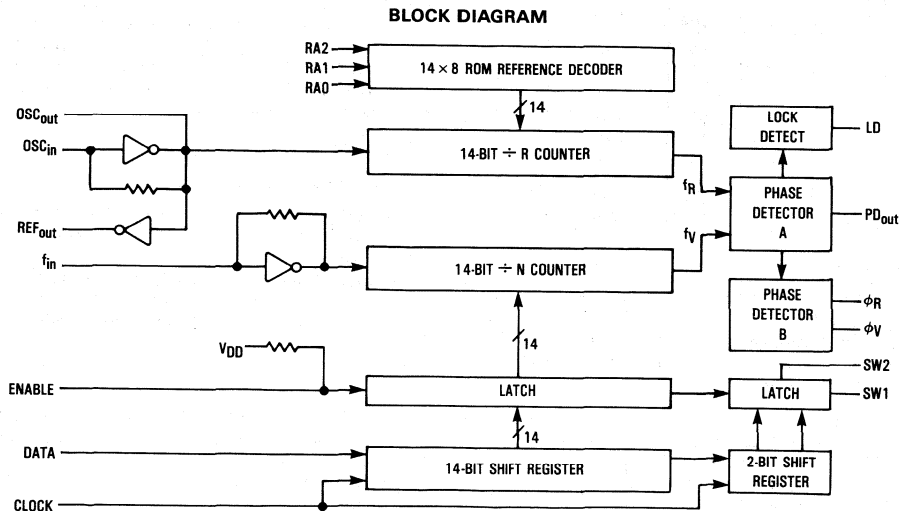 BLOCK DIAGRAM
RA2
RA1
RA0
14 × 8 ROM REFERENCE DECODER
14
OSCout
OSCin
REFout
14-BIT ÷ R COUNTER
LOCK
DETECT
LD
fR
PHASE
DETECTOR
A
PDout
fin
fV
14-BIT ÷ N COUNTER
PHASE
DETECTOR
B
ϕR
ϕV
14
VDD
ENABLE
LATCH
LATCH
SW2
SW1
14
DATA
14-BIT SHIFT REGISTER
2-BIT SHIFT
REGISTER
CLOCK